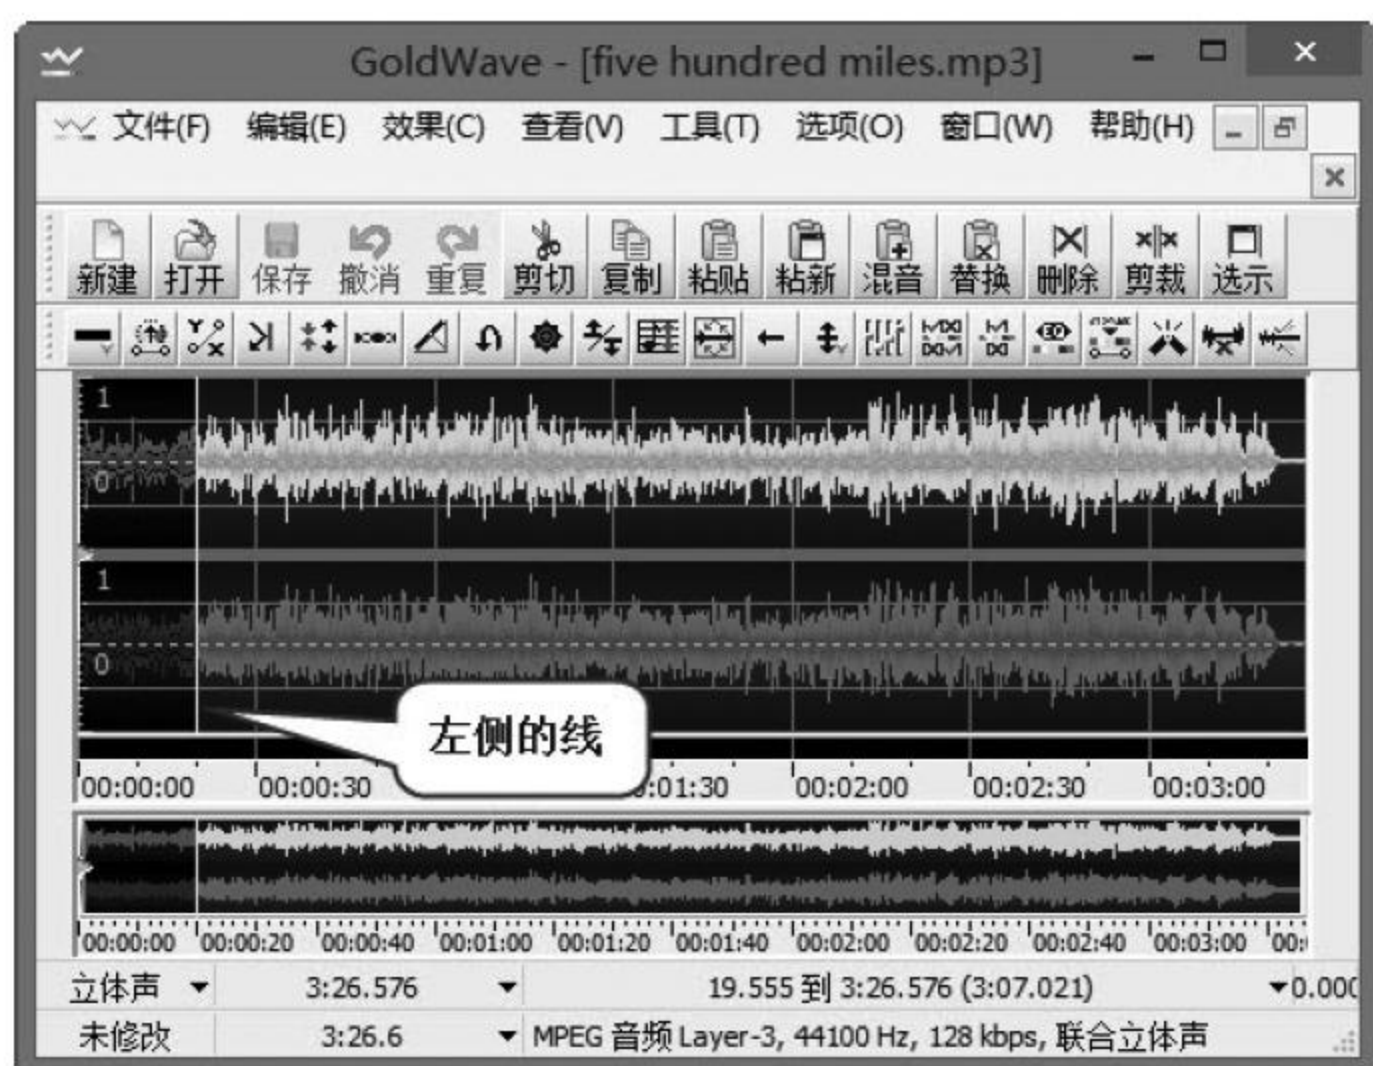 GoldWave - [five hundred miles.mp3]
文件(F) 编辑(E) 效果(C) 查看(V) 工具(T) 选项(O) 窗口(W) 帮助(H)
新建 打开 保存 撤消 重复 剪切 复制 粘贴 粘新 混音 替换 删除 剪裁 选示
1
0
1
0
左侧的线
00:00:00 00:00:30 :01:30 00:02:00 00:02:30 00:03:00
00:00:00 00:00:20 00:00:40 00:01:00 00:01:20 00:01:40 00:02:00 00:02:20 00:02:40 00:03:00 00:
立体声 3:26.576 19.555 到 3:26.576 (3:07.021) 0.000
未修改 3:26.6 MPEG 音频 Layer-3, 44100 Hz, 128 kbps, 联合立体声